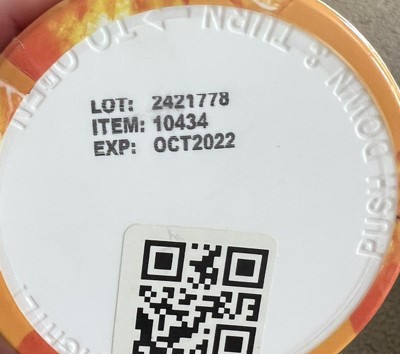 LOT: 2421778
ITEM: 10434
EXP: OCT2022
PUSH DOWN & TURN > TO OPEN